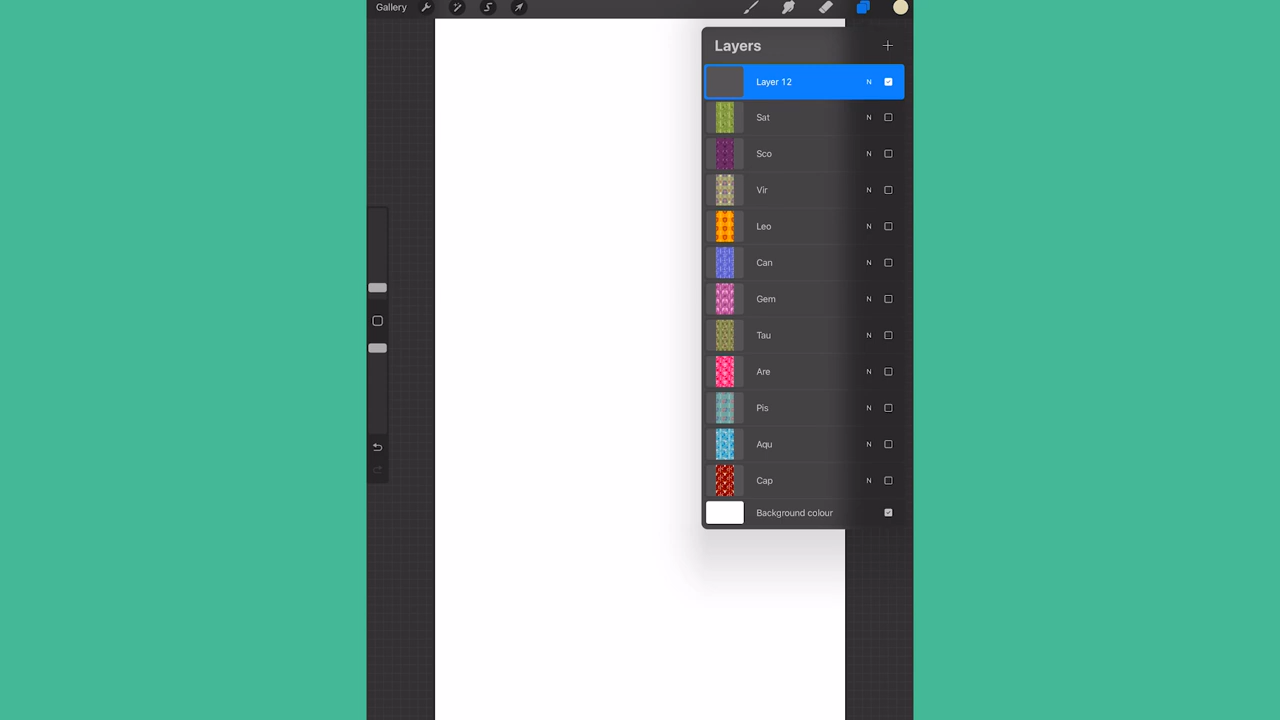 Gallery
Layers
Layer 12 N
Sat N
Sco N
Vir N
Leo N
Can N
Gem N
Tau N
Are N
Pis N
Aqu N
Cap N
Background colour